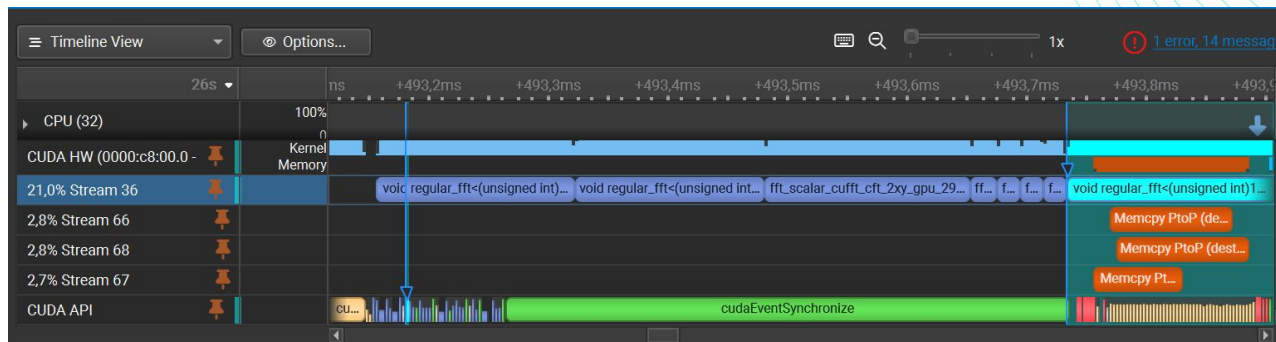 Timeline View Options... 1x 1 error, 14 messag
26s ns +493,2ms +493,3ms +493,4ms +493,5ms +493,6ms +493,7ms +493,8ms +493,9
CPU (32) 100%
0
CUDA HW (0000:c8:00.0 - Kernel
Memory
21,0% Stream 36 void regular_fft<(unsigned int)... void regular_fft<(unsigned int... fft_scalar_cufft_cft_2xy_gpu_29... ff... f... f... f... void regular_fft<(unsigned int)1...
2,8% Stream 66 Memcpy PtoP (de...
2,8% Stream 68 Memcpy PtoP (dest...
2,7% Stream 67 Memcpy Pt...
CUDA API cu... cudaEventSynchronize